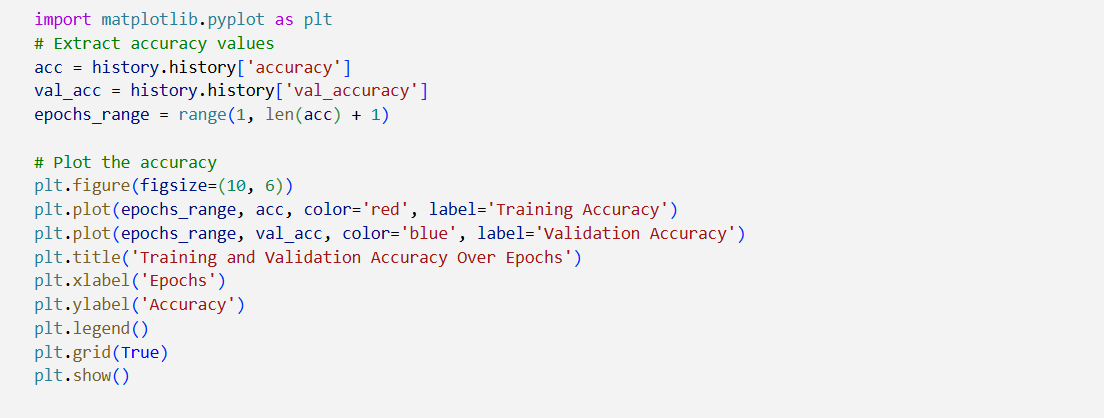 import matplotlib.pyplot as plt
# Extract accuracy values
acc = history.history['accuracy']
val_acc = history.history['val_accuracy']
epochs_range = range(1, len(acc) + 1)

# Plot the accuracy
plt.figure(figsize=(10, 6))
plt.plot(epochs_range, acc, color='red', label='Training Accuracy')
plt.plot(epochs_range, val_acc, color='blue', label='Validation Accuracy')
plt.title('Training and Validation Accuracy Over Epochs')
plt.xlabel('Epochs')
plt.ylabel('Accuracy')
plt.legend()
plt.grid(True)
plt.show()